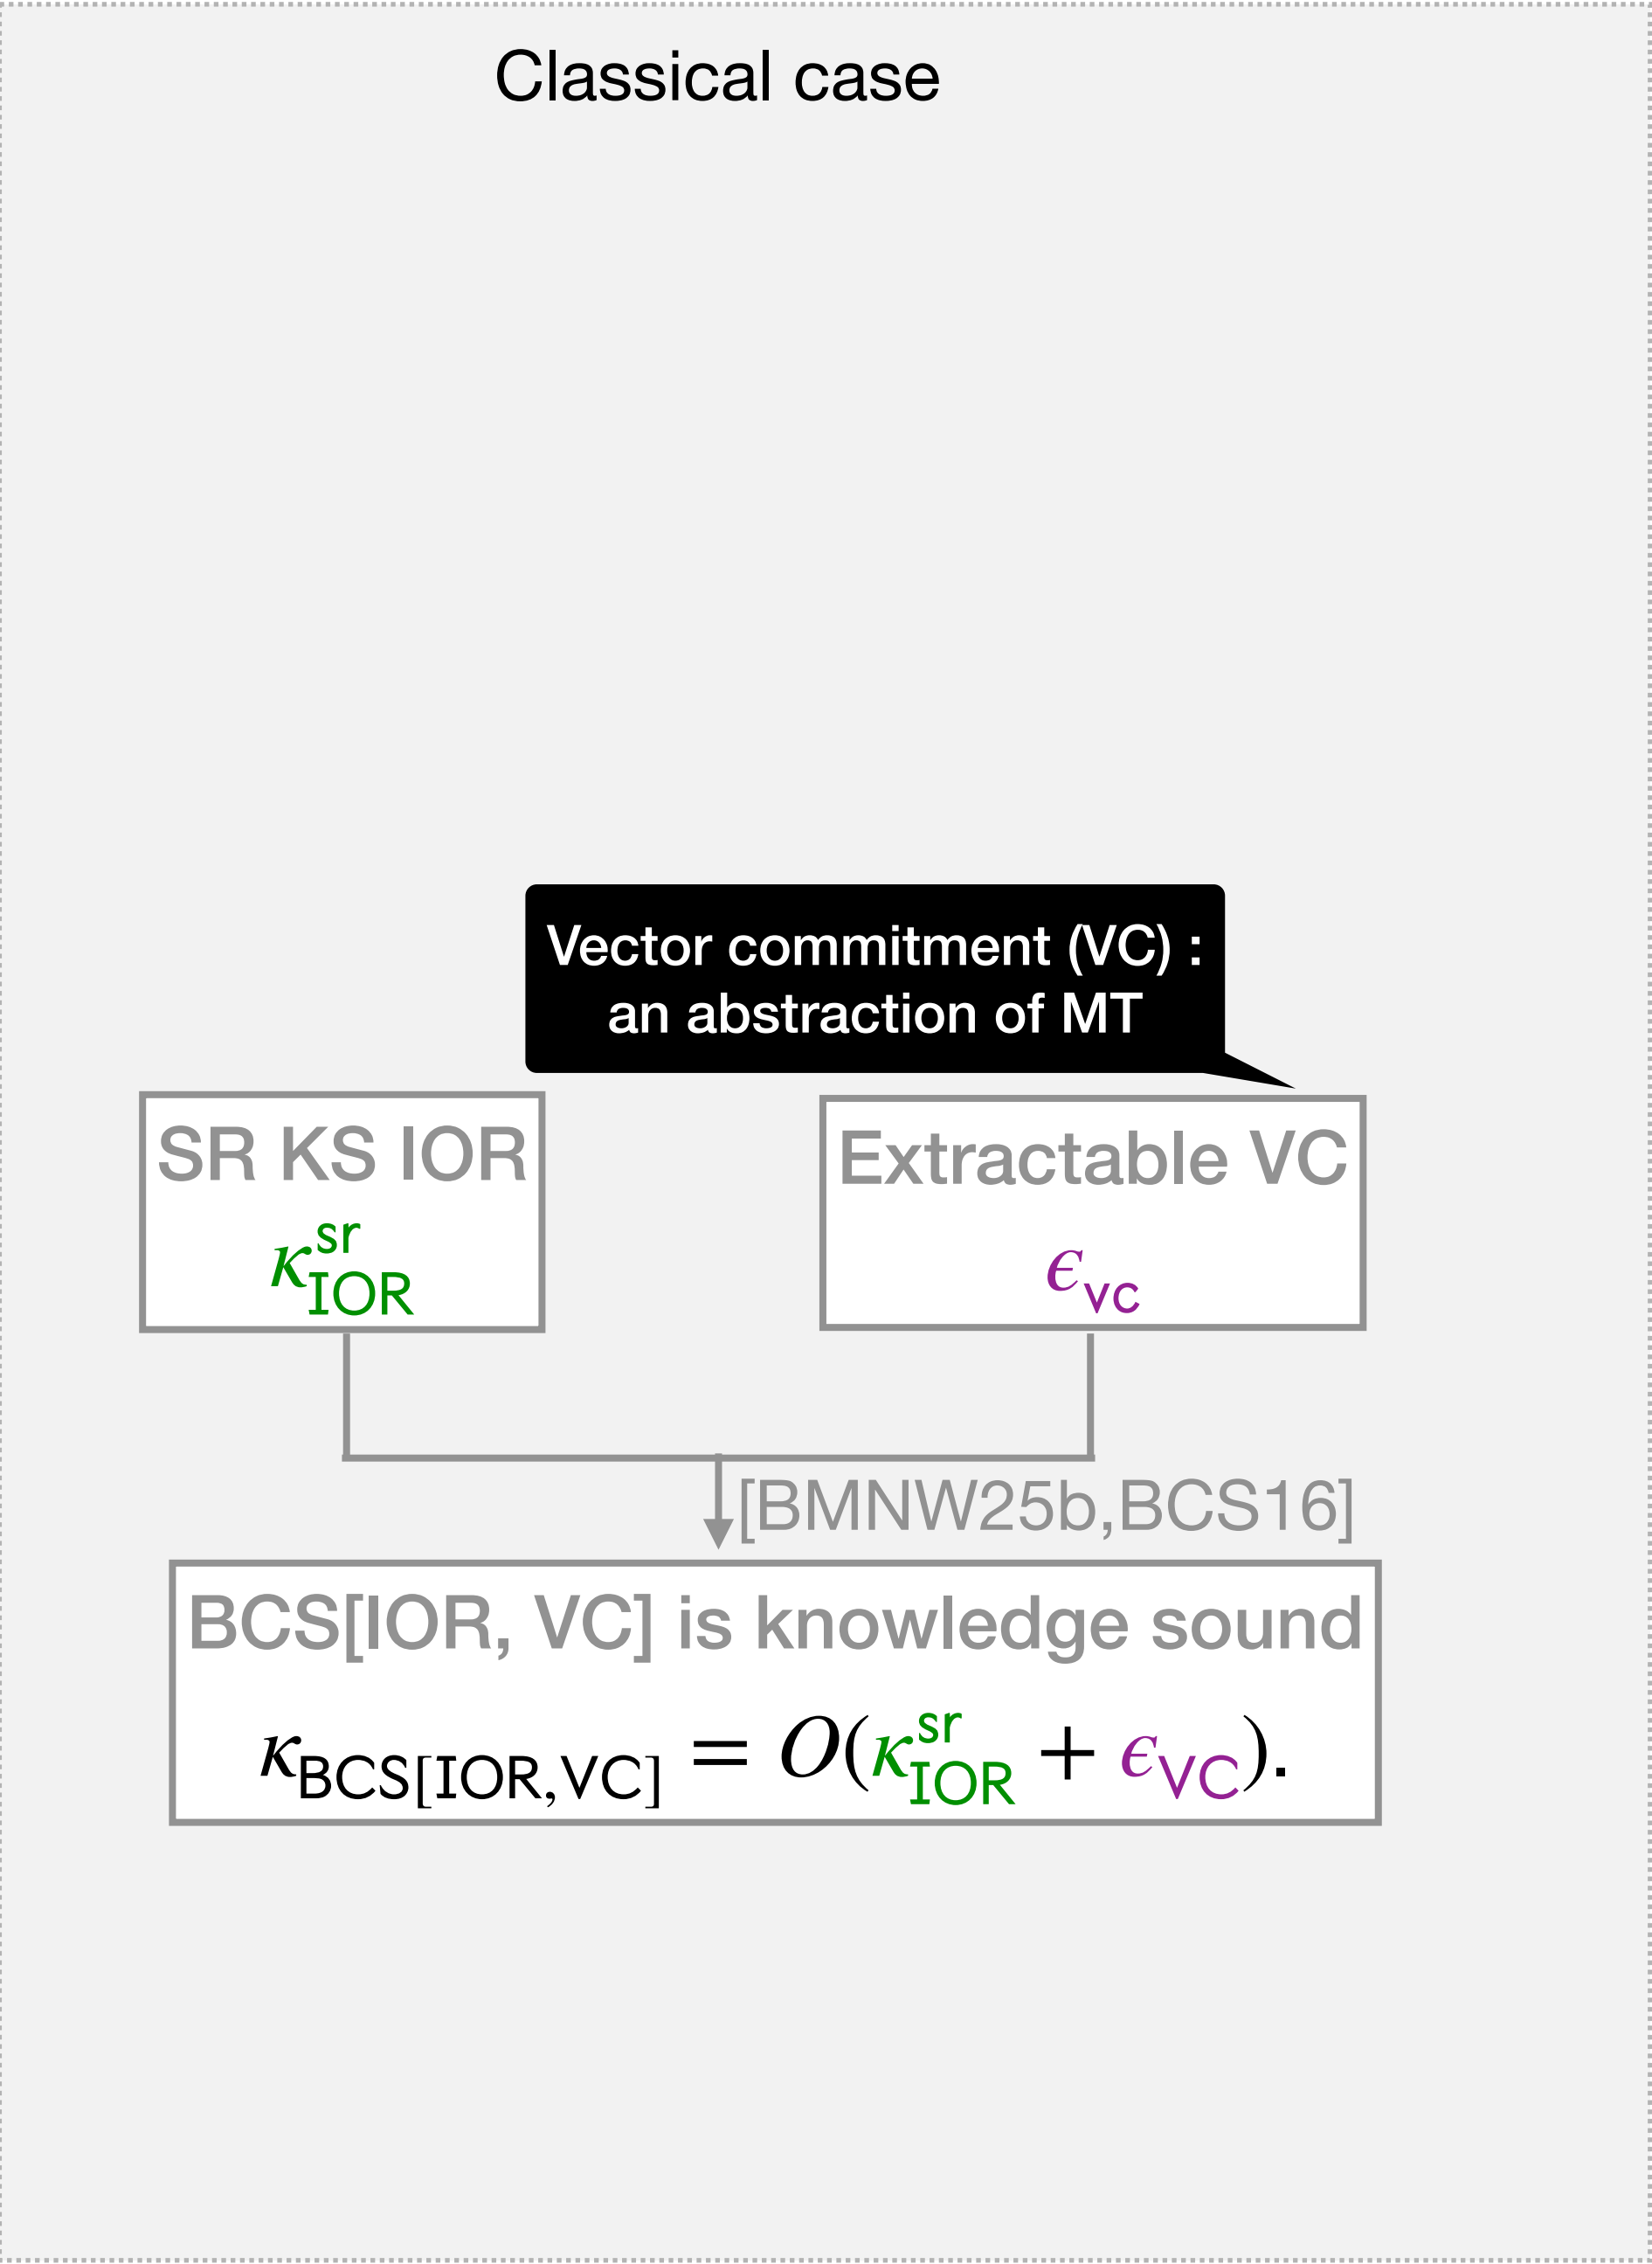 Classical case
Vector commitment (VC) :
an abstraction of MT
SR KS IOR
κ^sr_IOR
Extractable VC
ϵ_VC
[BMNW25b,BCS16]
BCS[IOR, VC] is knowledge sound
κ_BCS[IOR,VC] = O(κ^sr_IOR + ϵ_VC).